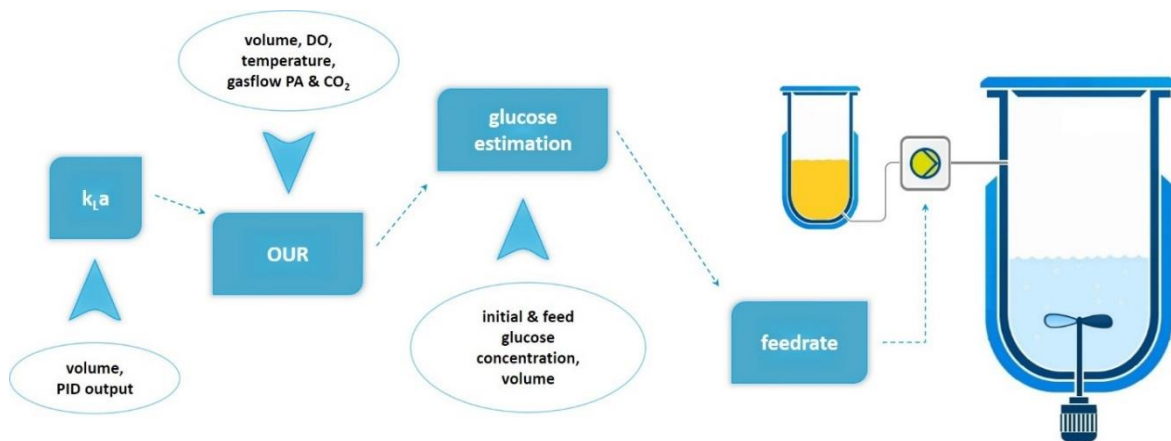 volume, DO,
temperature,
gasflow PA & CO₂
glucose
estimation
kLa
OUR
initial & feed
glucose
concentration,
volume
feedrate
volume,
PID output